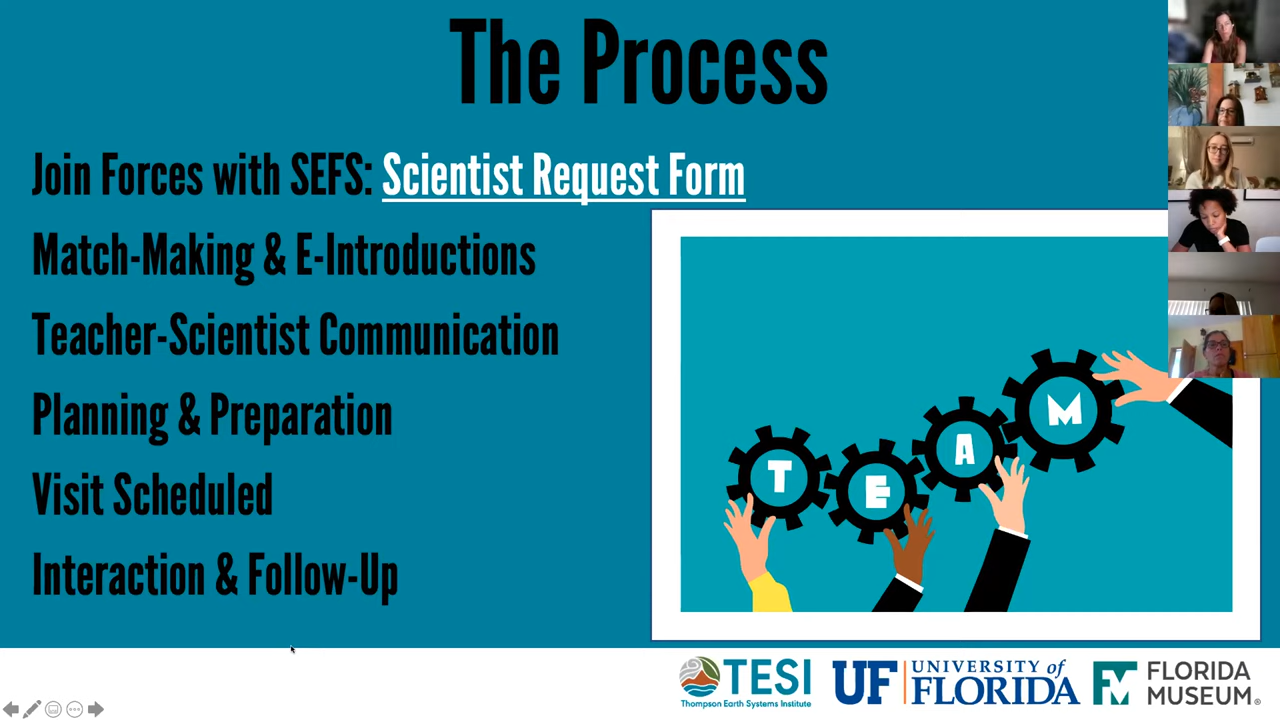 The Process
Join Forces with SEFS: Scientist Request Form
Match-Making & E-Introductions
Teacher-Scientist Communication
Planning & Preparation
Visit Scheduled
Interaction & Follow-Up
T E A M
TESI
Thompson Earth Systems Institute
UF
UNIVERSITY of
FLORIDA
FM
FLORIDA
MUSEUM®